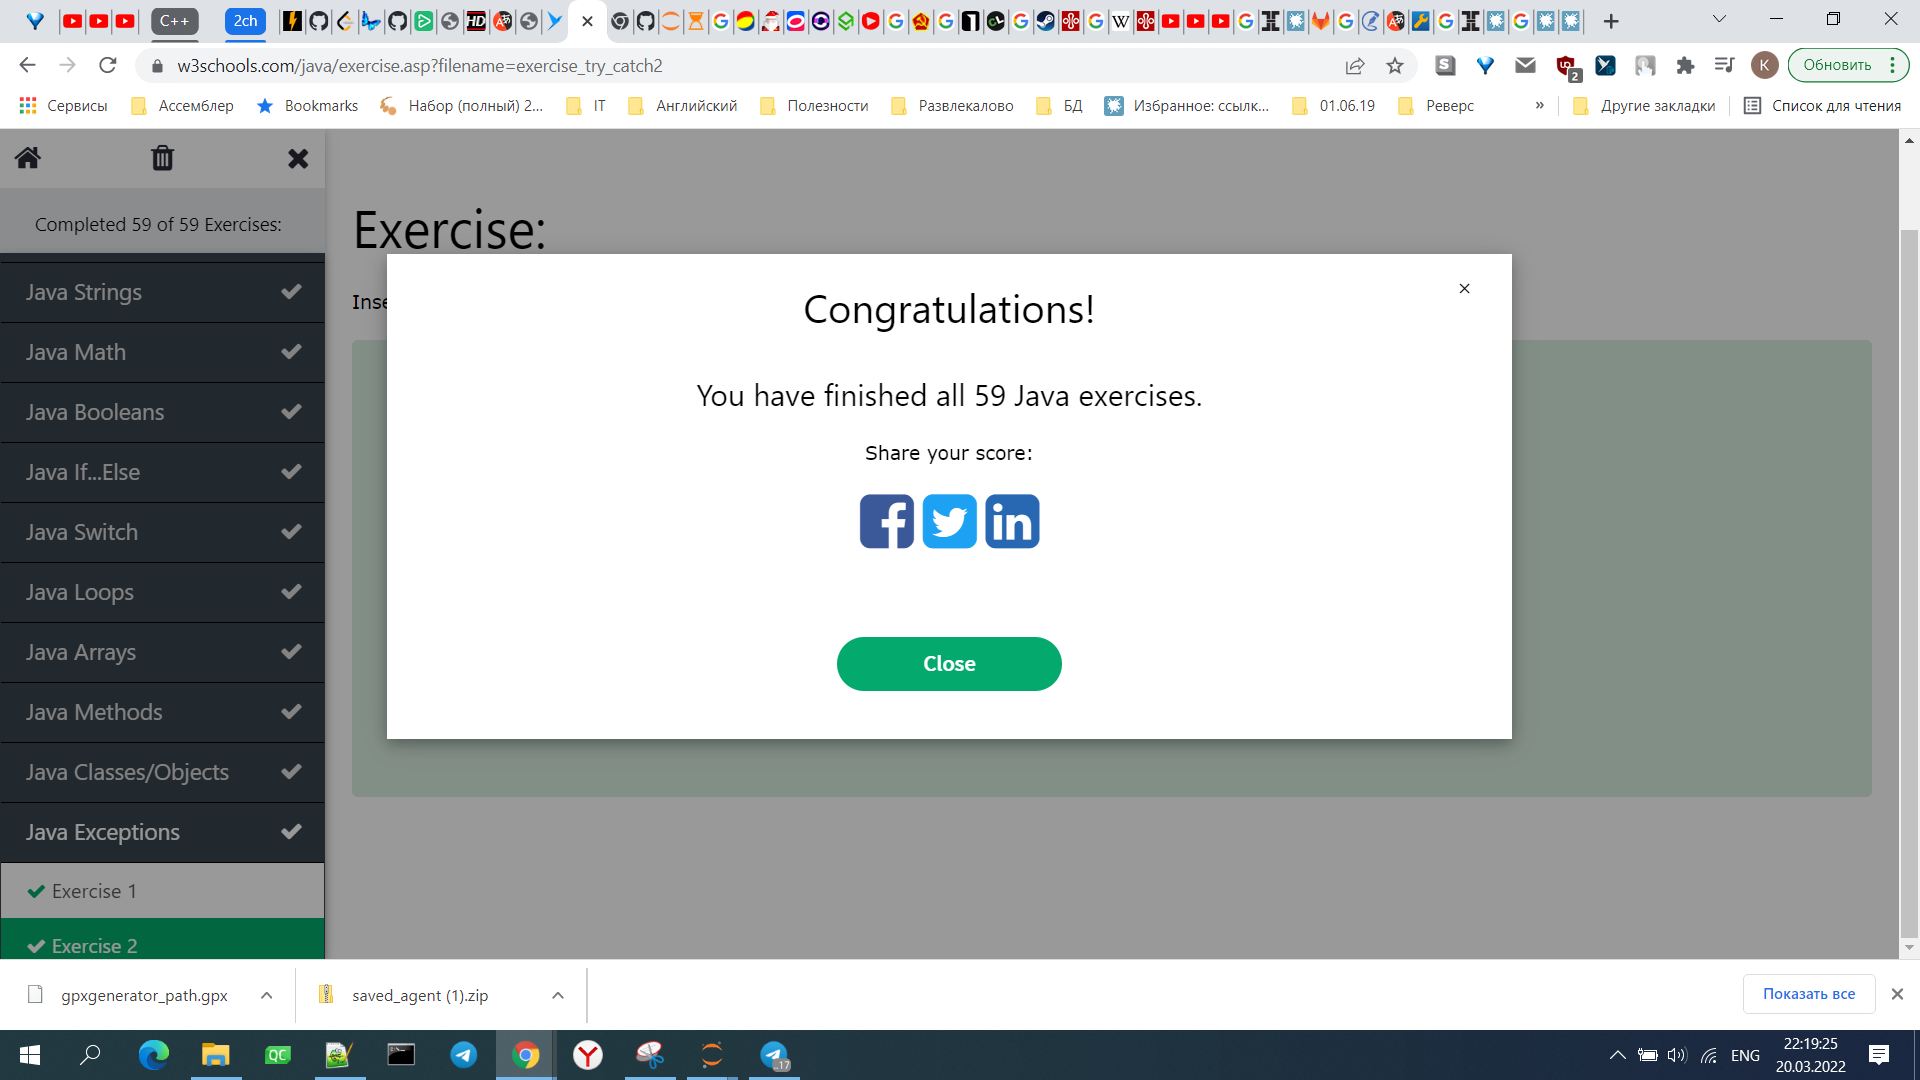 C++
2ch
w3schools.com/java/exercise.asp?filename=exercise_try_catch2
2
K
Обновить
Сервисы
Ассемблер
Bookmarks
Набор (полный) 2...
IT
Английский
Полезности
Развлекалово
БД
Избранное: ссылк...
01.06.19
Реверс
»
Другие закладки
Список для чтения
Completed 59 of 59 Exercises:
Java Strings
Java Math
Java Booleans
Java If...Else
Java Switch
Java Loops
Java Arrays
Java Methods
Java Classes/Objects
Java Exceptions
Exercise 1
Exercise 2
Exercise:
Inse
Congratulations!
You have finished all 59 Java exercises.
Share your score:
Close
gpxgenerator_path.gpx
saved_agent (1).zip
Показать все
QC
17
ENG
22:19:25
20.03.2022